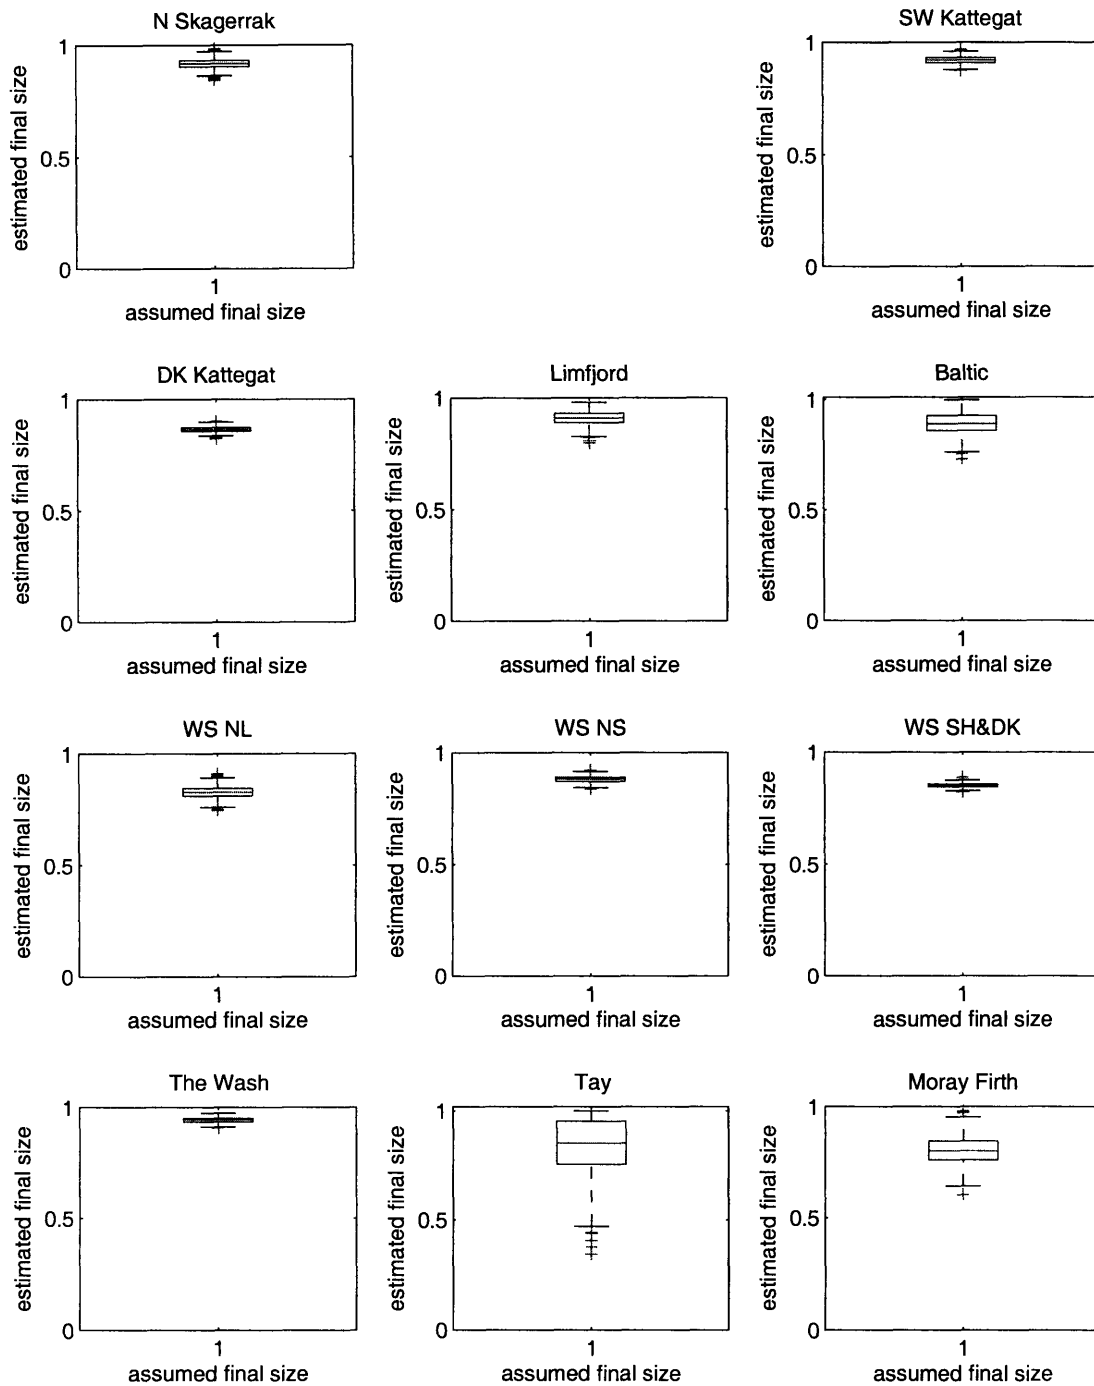 N Skagerrak
1
estimated final size
0.5
0
1
assumed final size
SW Kattegat
1
estimated final size
0.5
0
1
assumed final size
DK Kattegat
1
estimated final size
0.5
0
1
assumed final size
Limfjord
1
estimated final size
0.5
0
1
assumed final size
Baltic
1
estimated final size
0.5
0
1
assumed final size
WS NL
1
estimated final size
0.5
0
1
assumed final size
WS NS
1
estimated final size
0.5
0
1
assumed final size
WS SH&DK
1
estimated final size
0.5
0
1
assumed final size
The Wash
1
estimated final size
0.5
0
1
assumed final size
Tay
1
estimated final size
0.5
0
1
assumed final size
Moray Firth
1
estimated final size
0.5
0
1
assumed final size